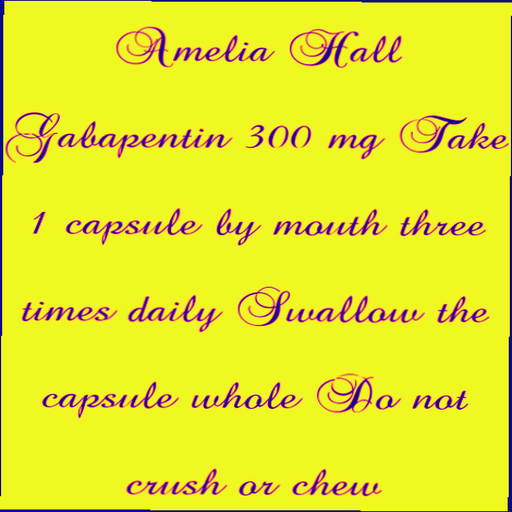 Amelia Hall
Gabapentin 300 mg Take
1 capsule by mouth three
times daily Swallow the
capsule whole Do not
crush or chew